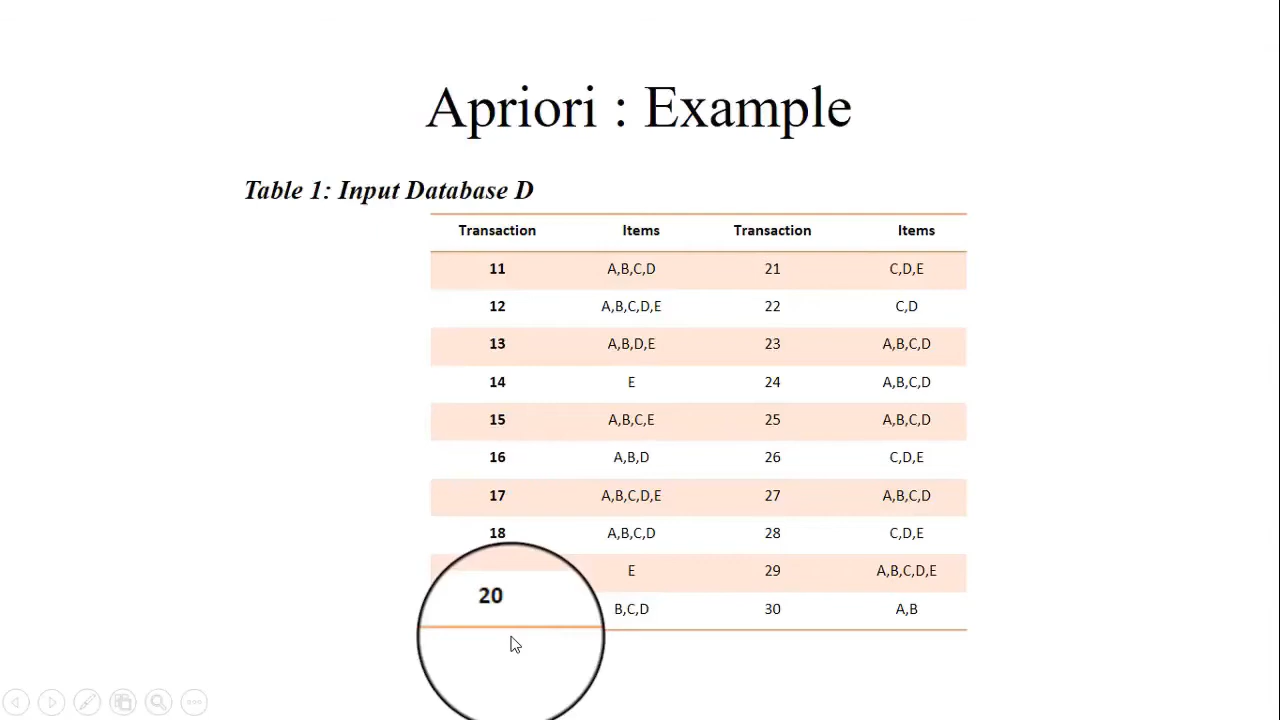 Apriori : Example
Table 1: Input Database D
Transaction Items Transaction Items
11 A,B,C,D 21 C,D,E
12 A,B,C,D,E 22 C,D
13 A,B,D,E 23 A,B,C,D
14 E 24 A,B,C,D
15 A,B,C,E 25 A,B,C,D
16 A,B,D 26 C,D,E
17 A,B,C,D,E 27 A,B,C,D
18 A,B,C,D 28 C,D,E
E 29 A,B,C,D,E
20 B,C,D 30 A,B